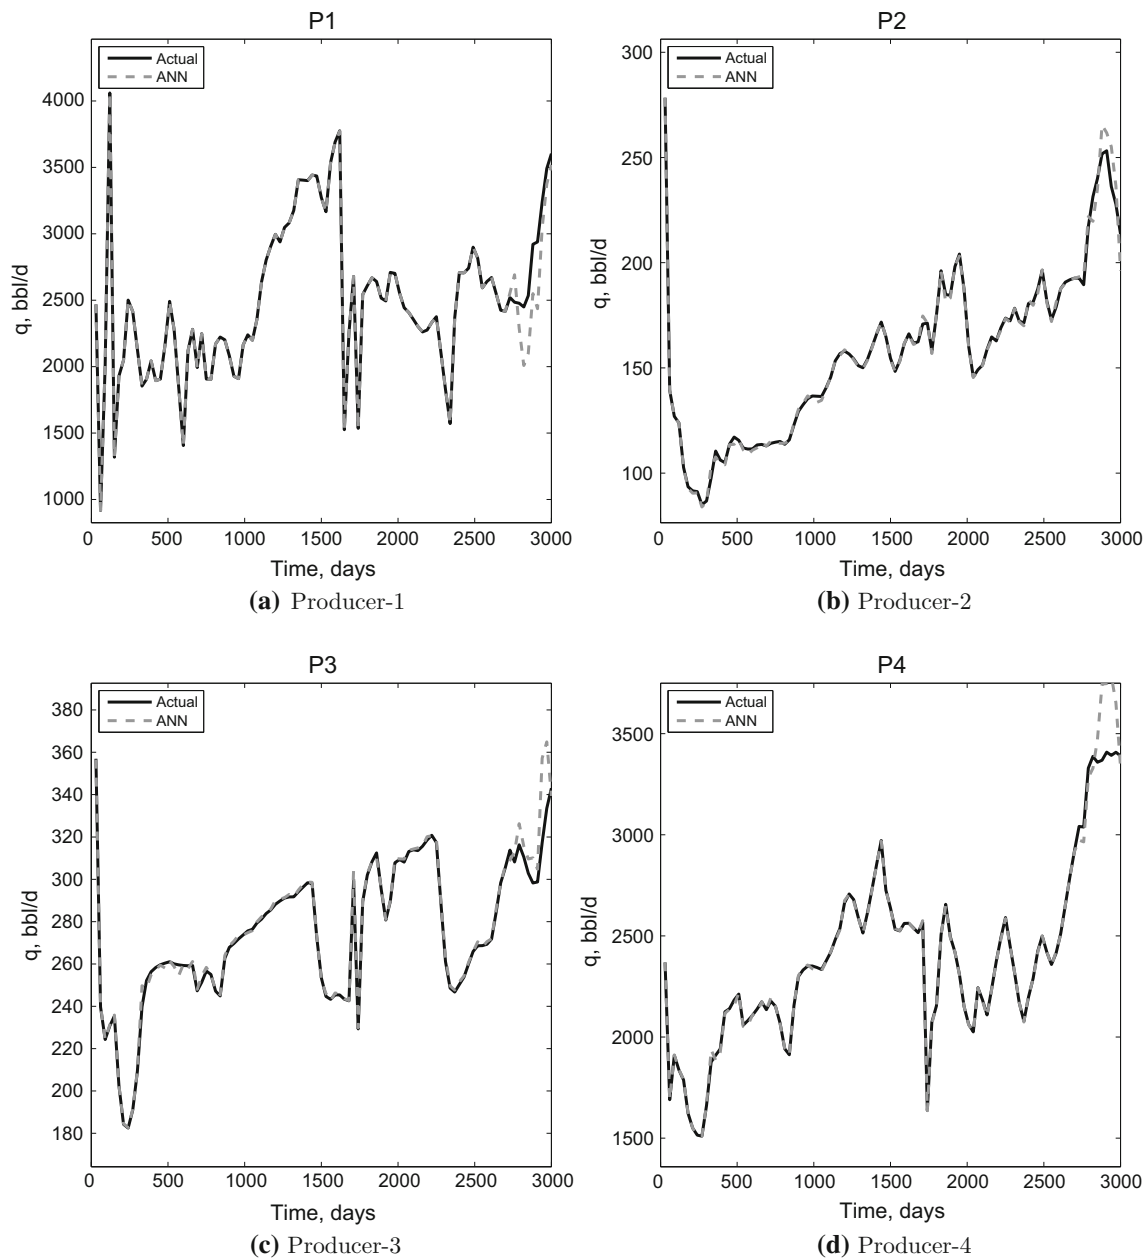 P1
Actual
ANN
4000
3500
3000
2500
2000
1500
1000
q, bbl/d
0 500 1000 1500 2000 2500 3000
Time, days
(a) Producer-1
P2
Actual
ANN
300
250
200
150
100
q, bbl/d
0 500 1000 1500 2000 2500 3000
Time, days
(b) Producer-2
P3
Actual
ANN
380
360
340
320
300
280
260
240
220
200
180
q, bbl/d
0 500 1000 1500 2000 2500 3000
Time, days
(c) Producer-3
P4
Actual
ANN
3500
3000
2500
2000
1500
q, bbl/d
0 500 1000 1500 2000 2500 3000
Time, days
(d) Producer-4